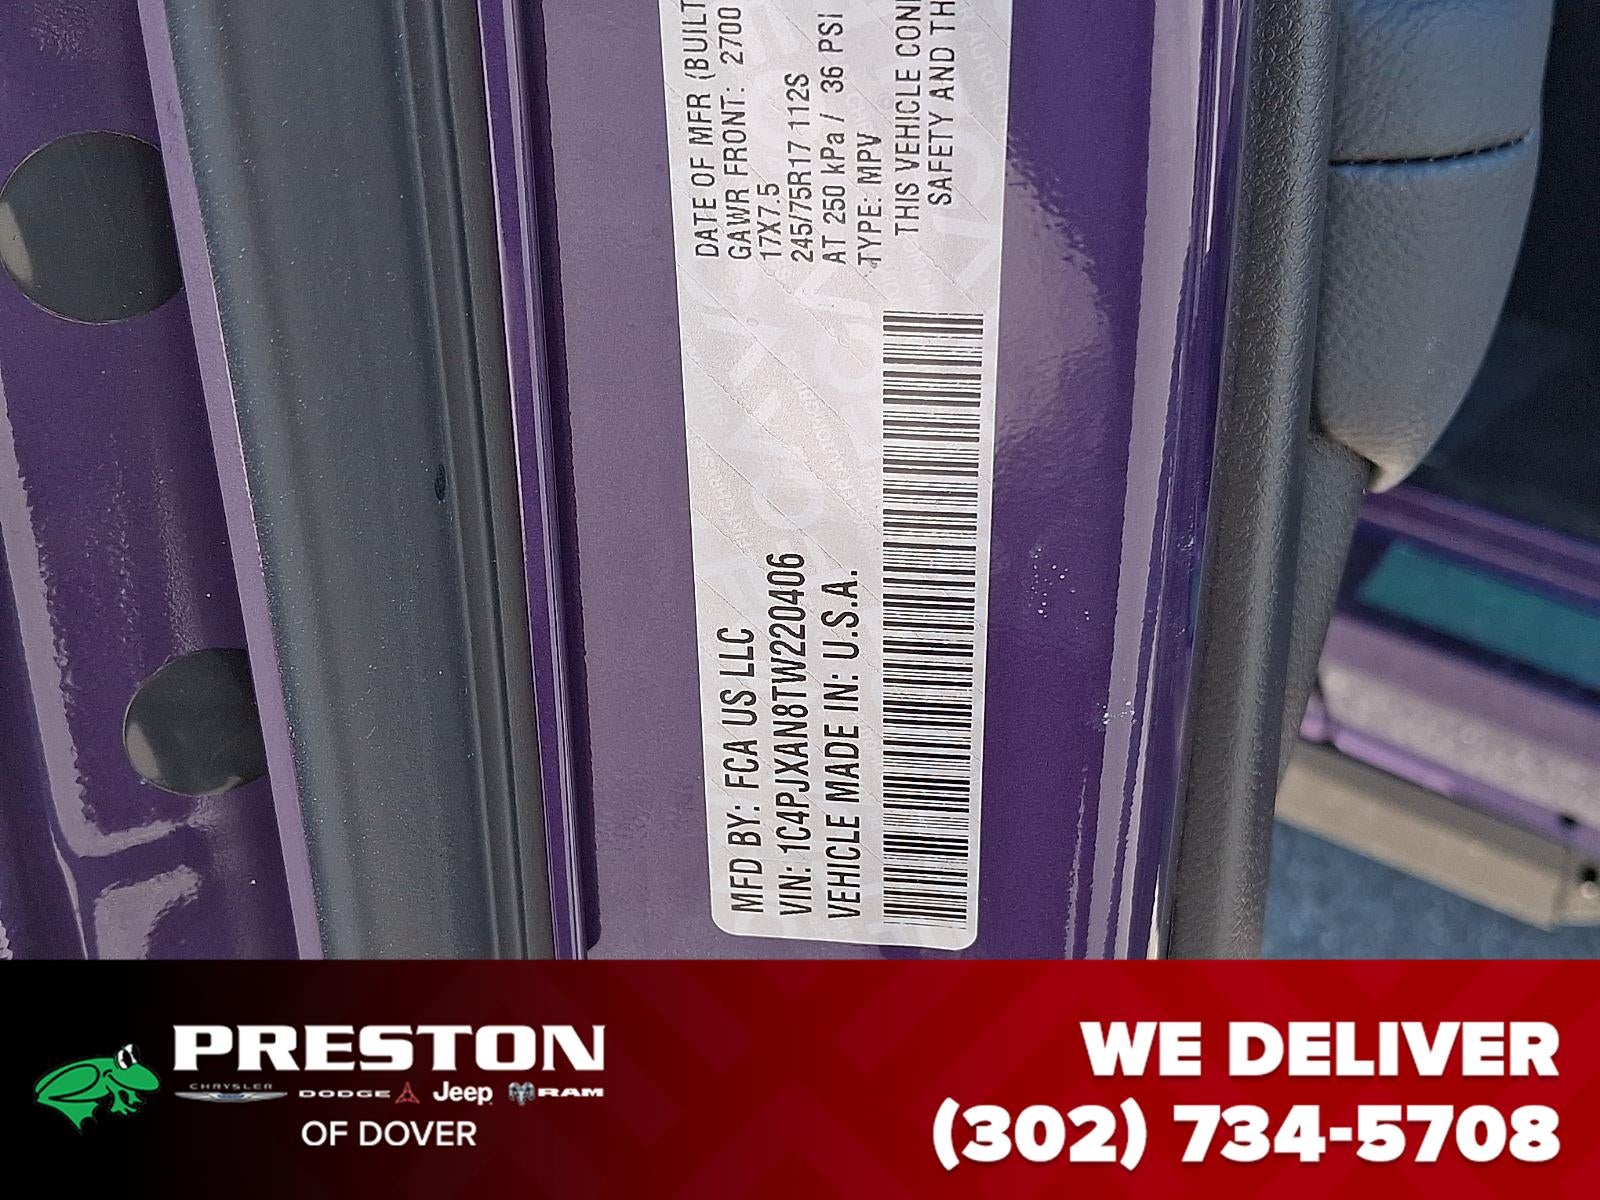 MFD BY: FCA US LLC
VIN: 1C4PJXAN8TW220406
VEHICLE MADE IN: U.S.A.
DATE OF MFR (BUILT
GAWR FRONT: 2700
17X7.5
245/75R17 112S
AT 250 kPa / 36 PSI
TYPE: MPV
THIS VEHICLE CON
SAFETY AND TH
PRESTON
CHRYSLER DODGE Jeep RAM
OF DOVER
WE DELIVER
(302) 734-5708